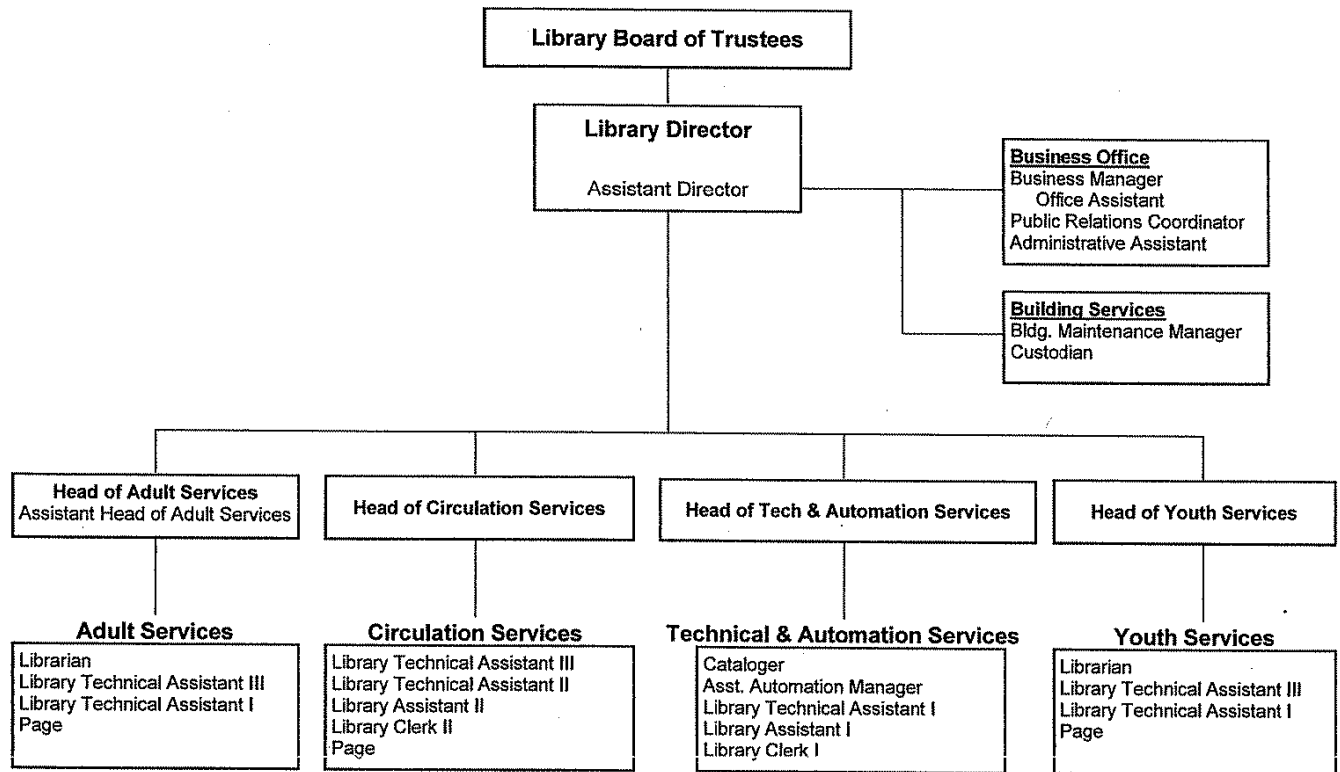 Library Board of Trustees
Library Director
Assistant Director
Business Office
Business Manager
Office Assistant
Public Relations Coordinator
Administrative Assistant
Building Services
Bldg. Maintenance Manager
Custodian
Head of Adult Services
Assistant Head of Adult Services
Head of Circulation Services
Head of Tech & Automation Services
Head of Youth Services
Adult Services
Librarian
Library Technical Assistant III
Library Technical Assistant I
Page
Circulation Services
Library Technical Assistant III
Library Technical Assistant II
Library Assistant II
Library Clerk II
Page
Technical & Automation Services
Cataloger
Asst. Automation Manager
Library Technical Assistant I
Library Assistant I
Library Clerk I
Youth Services
Librarian
Library Technical Assistant III
Library Technical Assistant I
Page